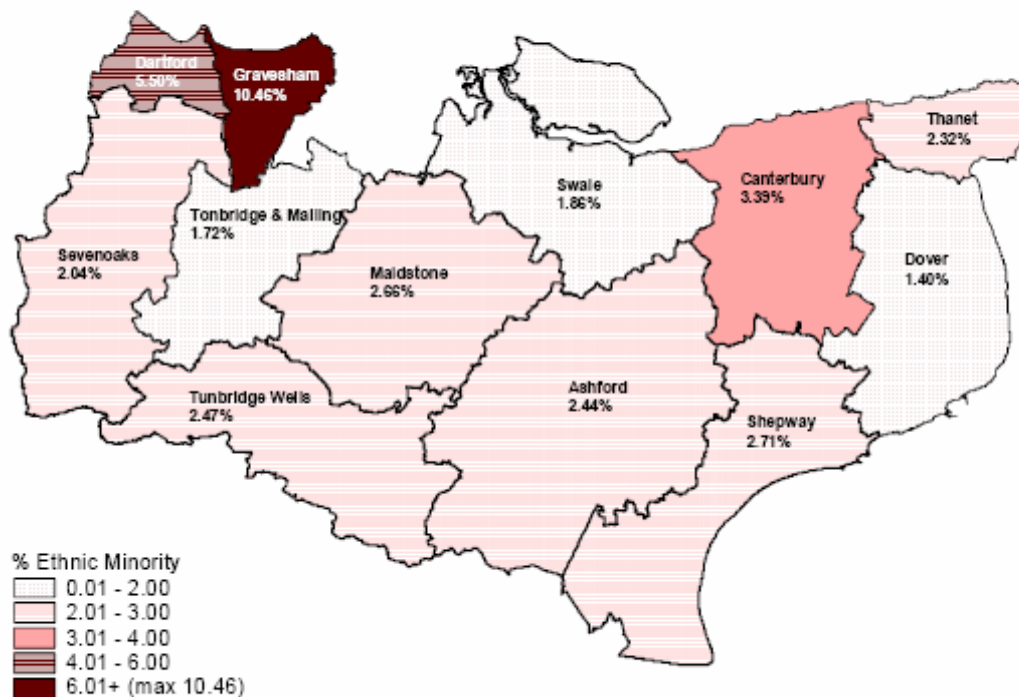 Dartford
5.50%
Gravesham
10.46%
Thanet
2.32%
Canterbury
3.39%
Swale
1.86%
Tonbridge & Malling
1.72%
Sevenoaks
2.04%
Maidstone
2.66%
Dover
1.40%
Tunbridge Wells
2.47%
Ashford
2.44%
Shepway
2.71%
% Ethnic Minority
0.01 - 2.00
2.01 - 3.00
3.01 - 4.00
4.01 - 6.00
6.01+ (max 10.46)